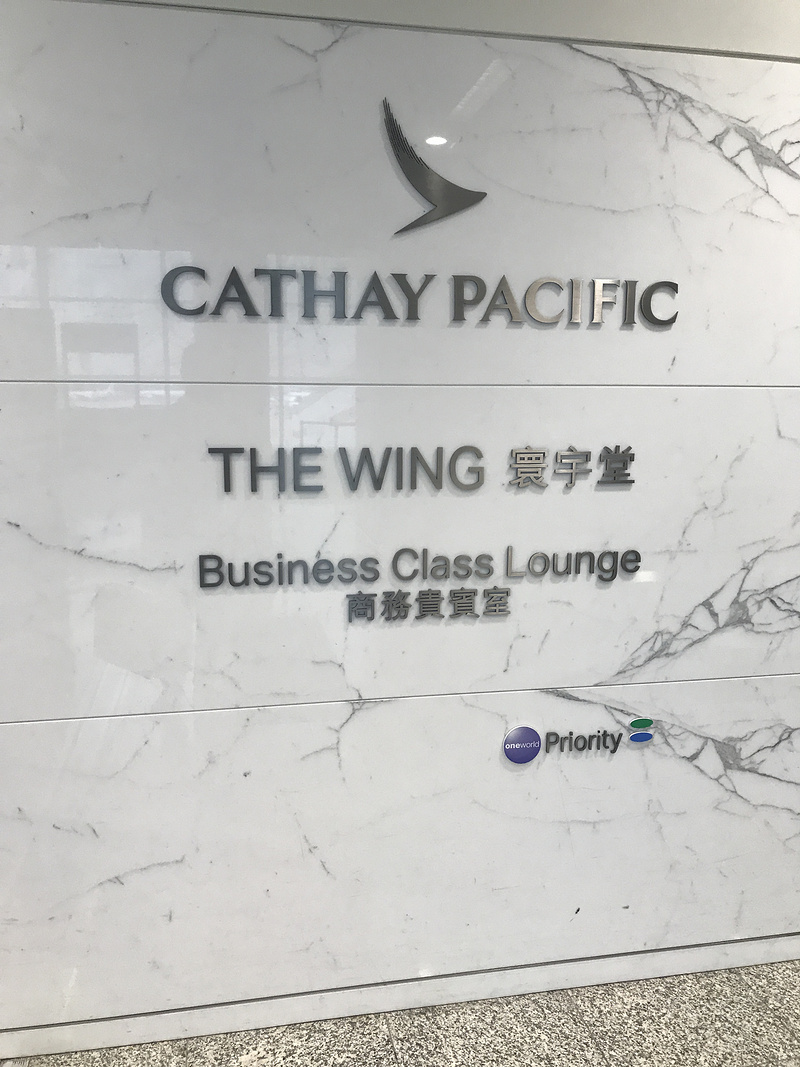 CATHAY PACIFIC
THE WING 寰宇堂
Business Class Lounge
商務貴賓室
oneworld Priority